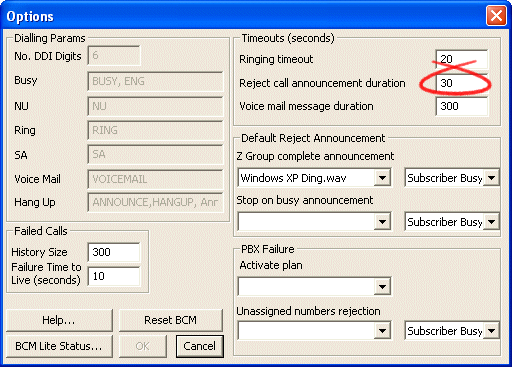 Options
Dialling Params
No. DDI Digits 6
Busy BUSY, ENG
NU NU
Ring RING
SA SA
Voice Mail VOICEMAIL
Hang Up ANNOUNCE,HANGUP, Anr
Failed Calls
History Size 300
Failure Time to
Live (seconds) 10
Help... Reset BCM
BCM Lite Status... OK Cancel
Timeouts (seconds)
Ringing timeout 20
Reject call announcement duration 30
Voice mail message duration 300
Default Reject Announcement
Z Group complete announcement
Windows XP Ding.wav Subscriber Busy
Stop on busy announcement
Subscriber Busy
PBX Failure
Activate plan
Unassigned numbers rejection
Subscriber Busy